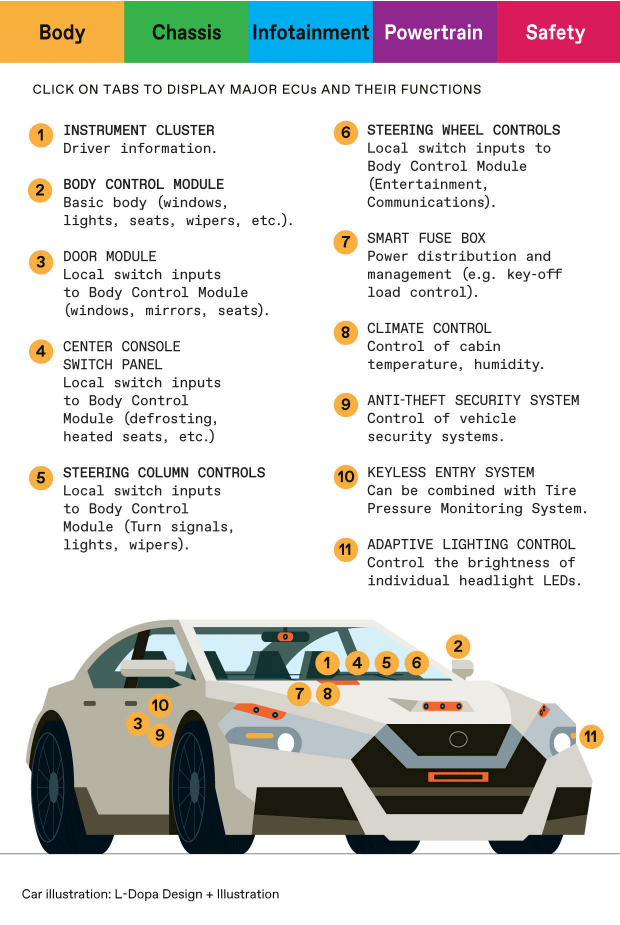 Body
Chassis
Infotainment
Powertrain
Safety
CLICK ON TABS TO DISPLAY MAJOR ECUs AND THEIR FUNCTIONS
1
INSTRUMENT CLUSTER
Driver information.
2
BODY CONTROL MODULE
Basic body (windows,
lights, seats, wipers, etc.).
3
DOOR MODULE
Local switch inputs
to Body Control Module
(windows, mirrors, seats).
4
CENTER CONSOLE
SWITCH PANEL
Local switch inputs
to Body Control
Module (defrosting,
heated seats, etc.)
5
STEERING COLUMN CONTROLS
Local switch inputs
to Body Control
Module (Turn signals,
lights, wipers).
6
STEERING WHEEL CONTROLS
Local switch inputs to
Body Control Module
(Entertainment,
Communications).
7
SMART FUSE BOX
Power distribution and
management (e.g. key-off
load control).
8
CLIMATE CONTROL
Control of cabin
temperature, humidity.
9
ANTI-THEFT SECURITY SYSTEM
Control of vehicle
security systems.
10
KEYLESS ENTRY SYSTEM
Can be combined with Tire
Pressure Monitoring System.
11
ADAPTIVE LIGHTING CONTROL
Control the brightness of
individual headlight LEDs.
2
1 4 5 6
7 8
10
3
9
11
Car illustration: L-Dopa Design + Illustration